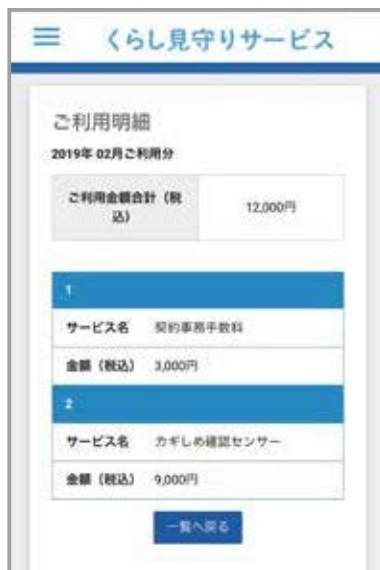 くらし見守りサービス
ご利用明細
2019年 02月ご利用分
ご利用金額合計（税
込）
12,000円
1
サービス名 契約事務手数料
金額（税込） 3,000円
2
サービス名 カギしめ確認センサー
金額（税込） 9,000円
一覧へ戻る